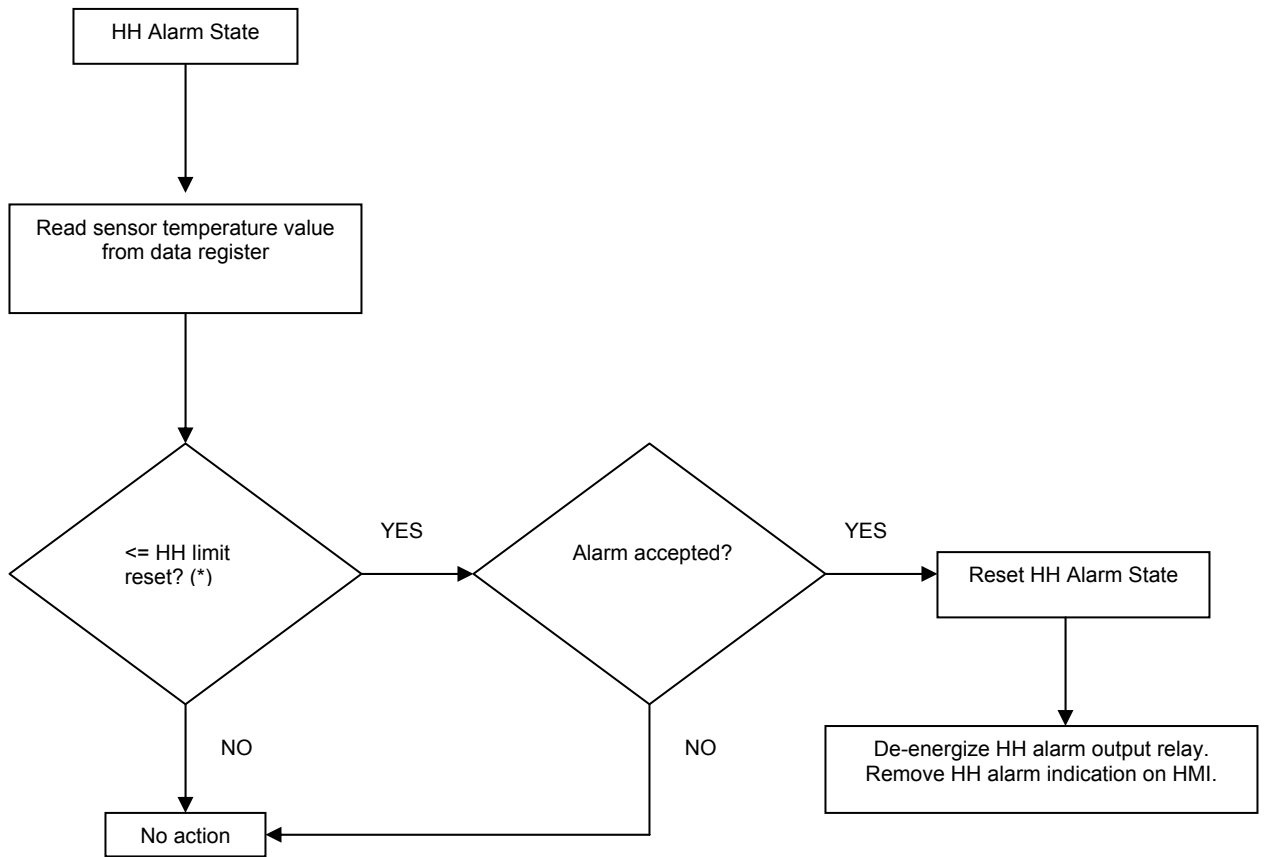 HH Alarm State
Read sensor temperature value
from data register
<= HH limit
reset? (*)
YES
Alarm accepted?
YES
Reset HH Alarm State
NO
NO
De-energize HH alarm output relay.
Remove HH alarm indication on HMI.
No action